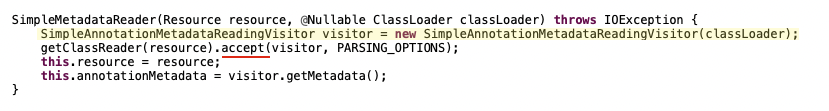 SimpleMetadataReader(Resource resource, @Nullable ClassLoader classLoader) throws IOException {
    SimpleAnnotationMetadataReadingVisitor visitor = new SimpleAnnotationMetadataReadingVisitor(classLoader);
    getClassReader(resource).accept(visitor, PARSING_OPTIONS);
    this.resource = resource;
    this.annotationMetadata = visitor.getMetadata();
}